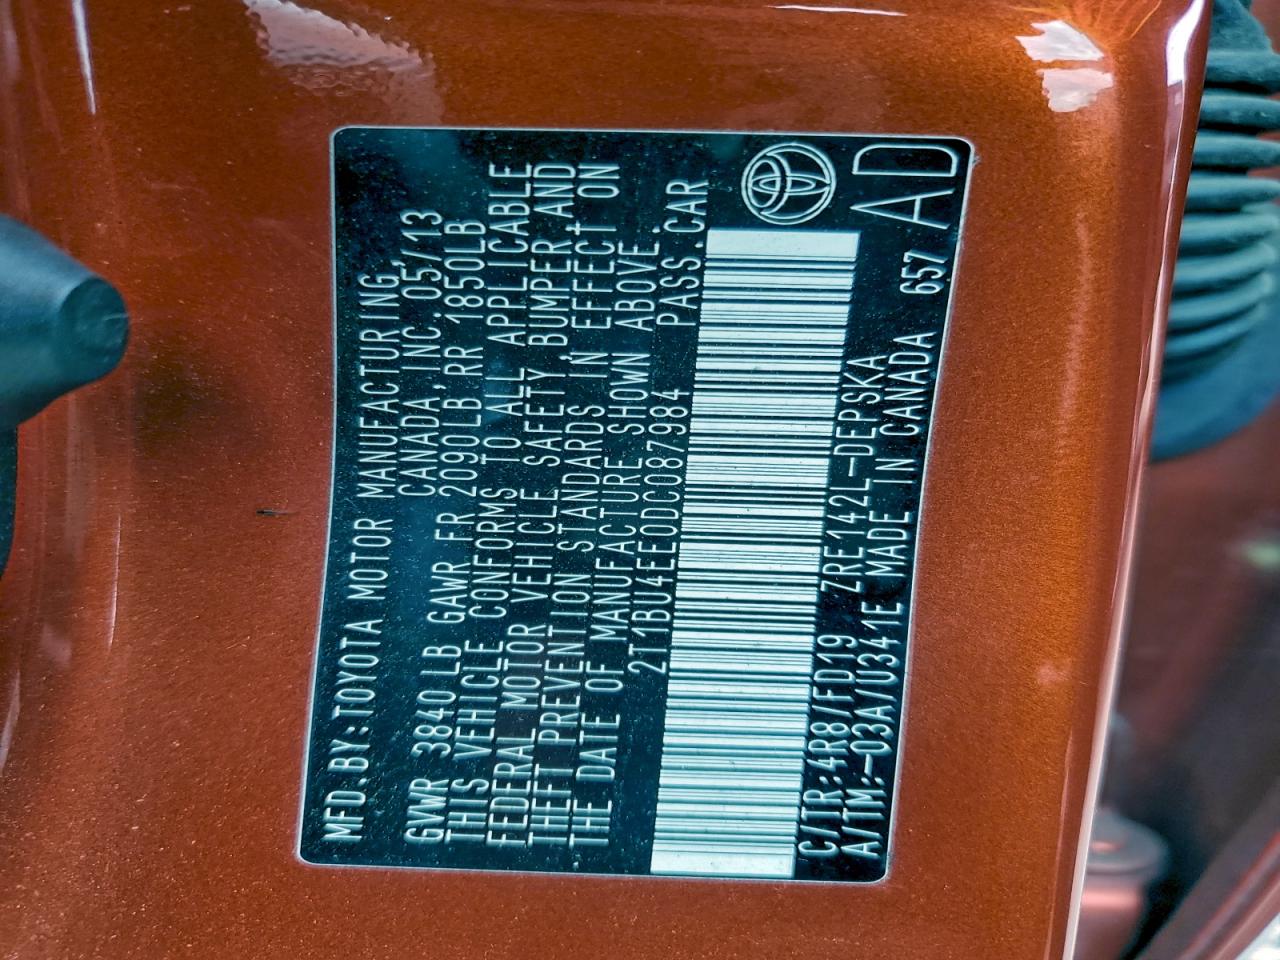 MFD.BY:TOYOTA MOTOR MANUFACTURING,
CANADA, INC. 05/13
GVWR 3840 LB GAWR FR 2090LB RR 1850LB
THIS VEHICLE CONFORMS TO ALL APPLICABLE
FEDERAL MOTOR VEHICLE SAFETY, BUMPER, AND
THEFT PREVENTION STANDARDS IN EFFECT ON
THE DATE OF MANUFACTURE SHOWN ABOVE.
2T1BU4EE0DC087984 PASS.CAR
C/TR:4R8/FD19 ZRE142L-DEPSKA
A/TM:-03A/U341E MADE IN CANADA 657 AD